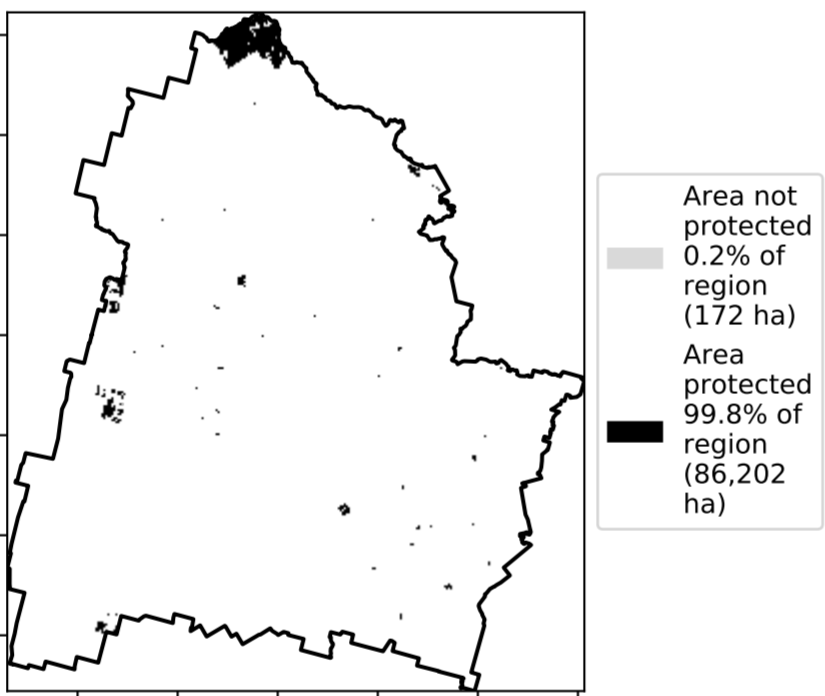 Area not
protected
0.2% of
region
(172 ha)
Area
protected
99.8% of
region
(86,202
ha)